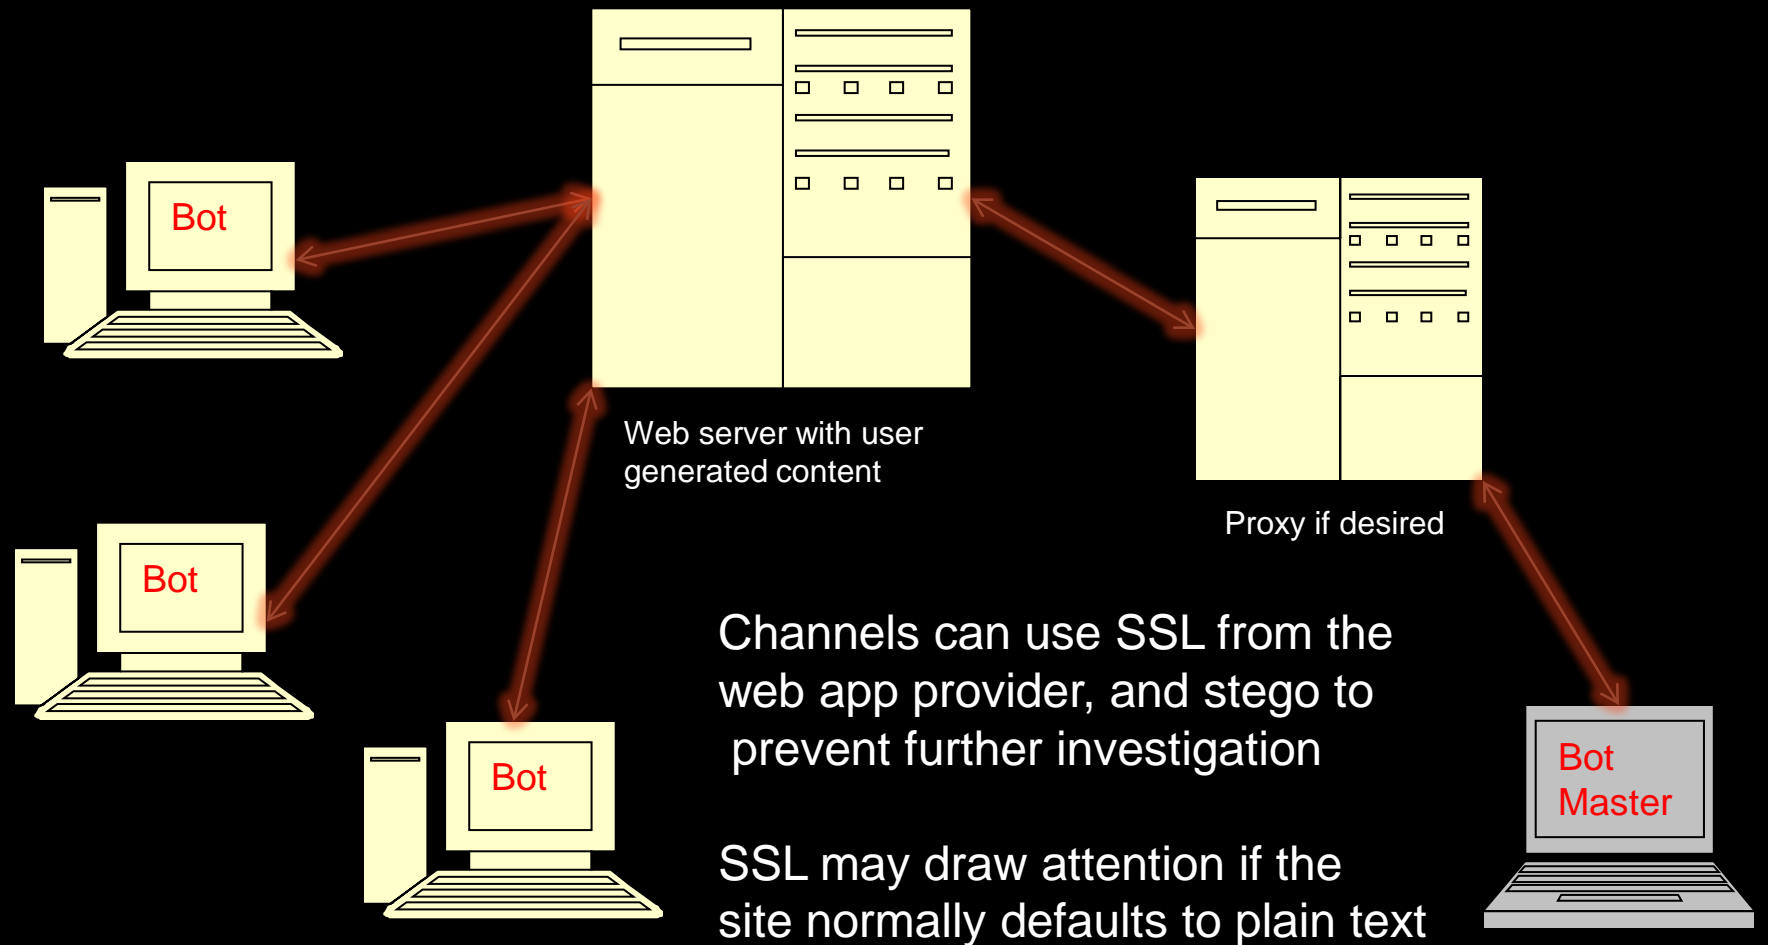 Bot
Web server with user
generated content
Proxy if desired
Bot
Bot
Channels can use SSL from the
web app provider, and stego to
prevent further investigation
SSL may draw attention if the
site normally defaults to plain text
Bot
Master